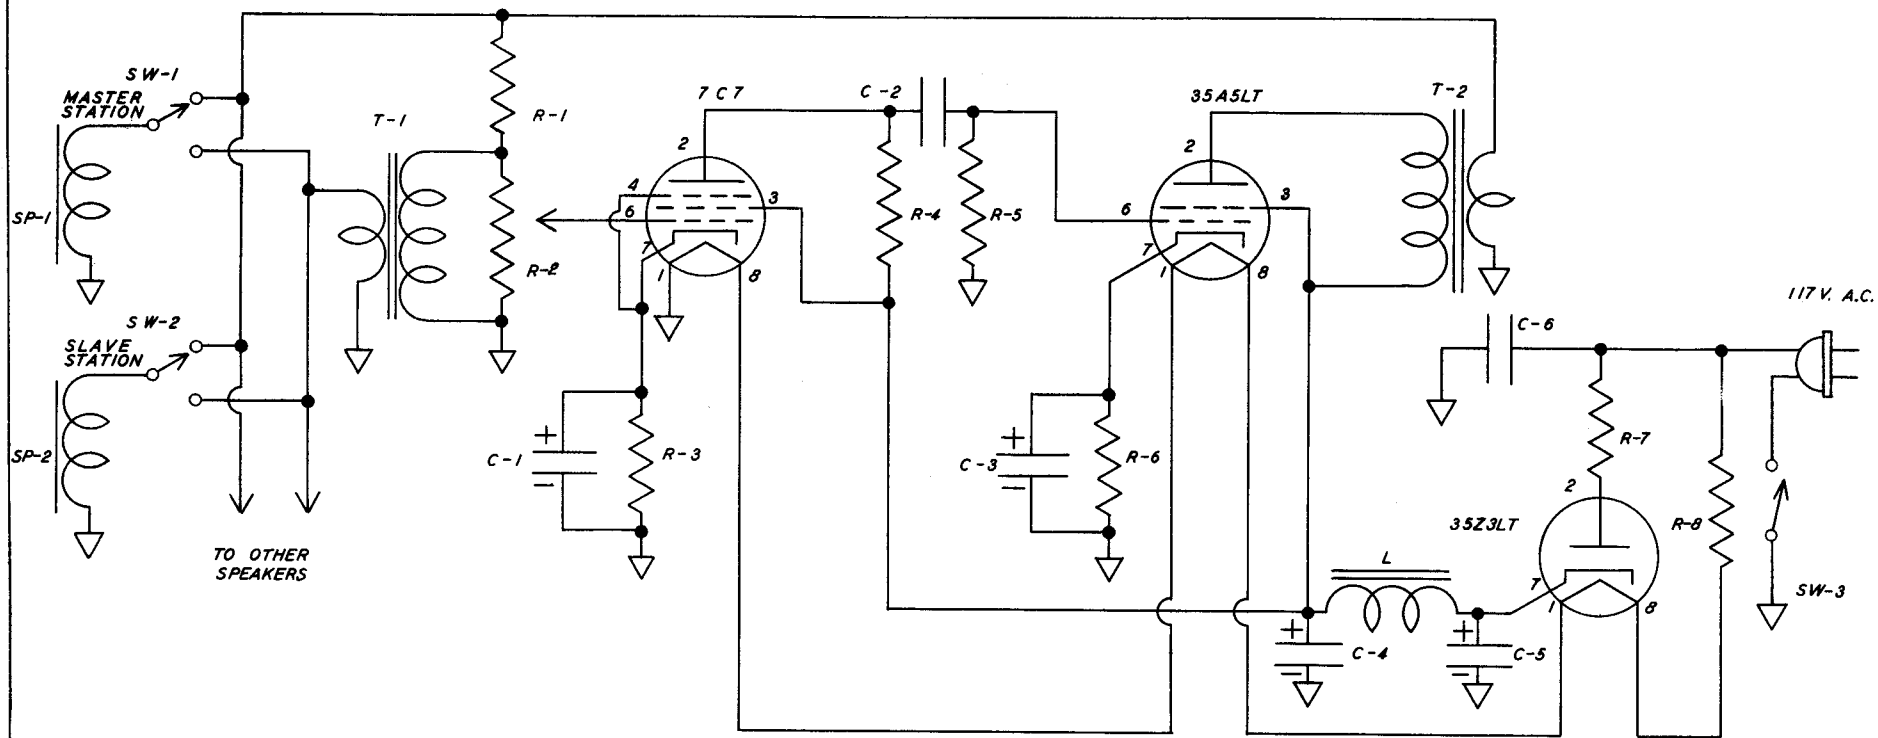 SW-1
MASTER
STATION
SP-1
T-1
R-1
R-2
7C7
2
4
6
3
7
1
8
C-1
+
-
R-3
C-2
R-4
R-5
35A5LT
2
6
3
7
1
8
C-3
+
-
R-6
T-2
117V. A.C.
C-6
R-7
2
35Z3LT
7
1
8
R-8
SW-3
L
+
-
C-4
+
-
C-5
SW-2
SLAVE
STATION
SP-2
TO OTHER
SPEAKERS